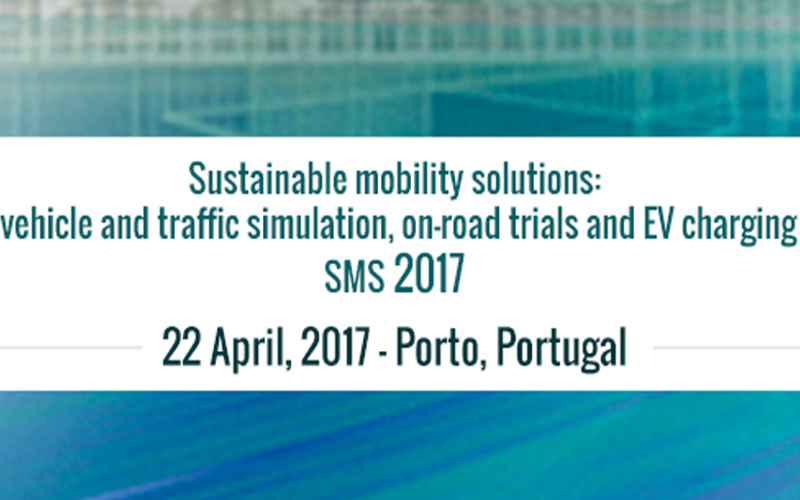 Sustainable mobility solutions:
vehicle and traffic simulation, on-road trials and EV charging
SMS 2017
22 April, 2017 - Porto, Portugal